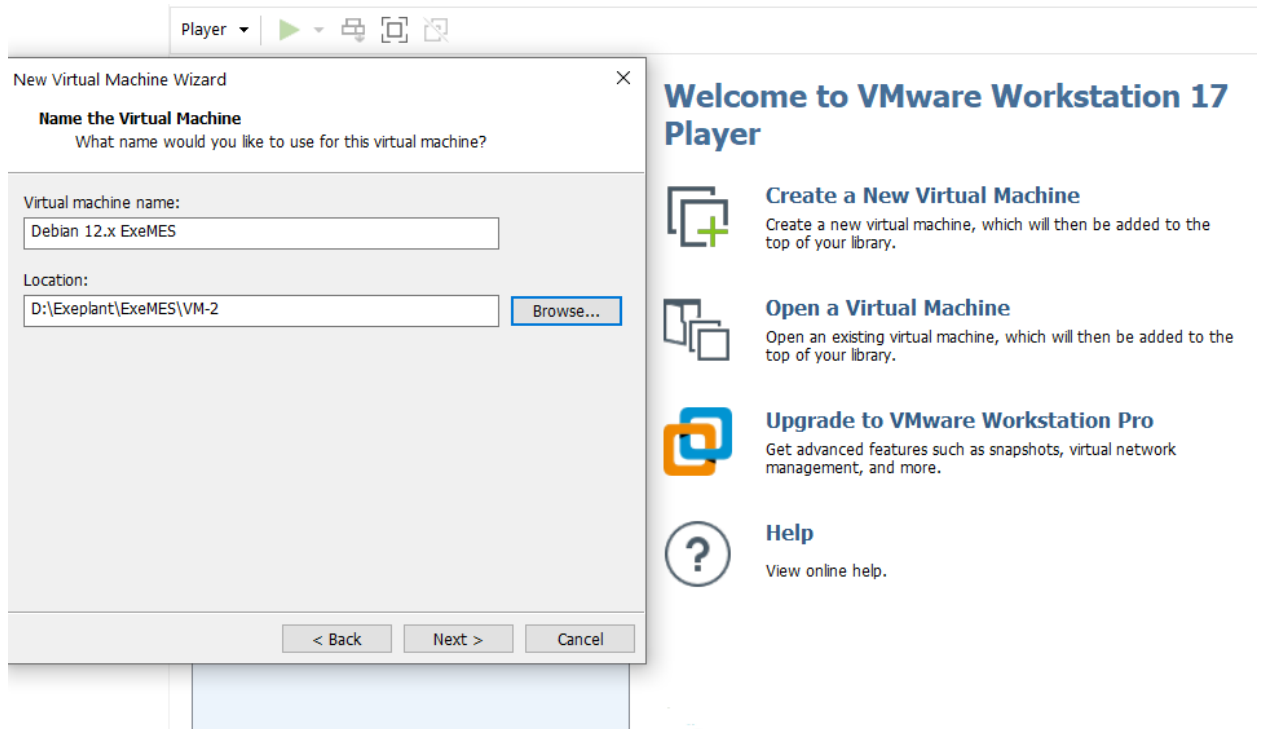 Player
New Virtual Machine Wizard
Name the Virtual Machine
What name would you like to use for this virtual machine?
Virtual machine name:
Debian 12.x ExeMES
Location:
D:\Exeplant\ExeMES\VM-2
Browse...
< Back
Next >
Cancel
Welcome to VMware Workstation 17
Player
Create a New Virtual Machine
Create a new virtual machine, which will then be added to the
top of your library.
Open a Virtual Machine
Open an existing virtual machine, which will then be added to the
top of your library.
Upgrade to VMware Workstation Pro
Get advanced features such as snapshots, virtual network
management, and more.
Help
View online help.